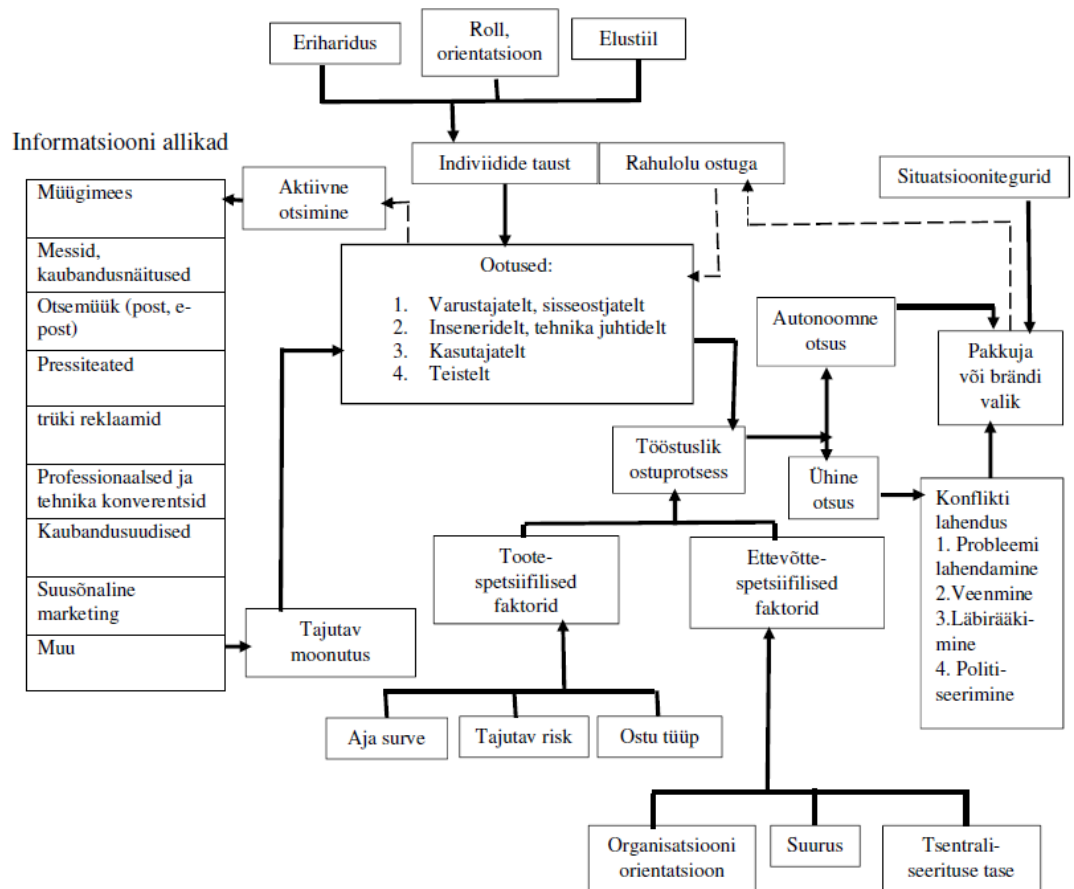 Eriharidus
Roll,
orientatsioon
Elustiil
Informatsiooni allikad
Indiviidide taust
Rahulolu ostuga
Situatsioonitegurid
Müügimees
Messid,
kaubandusnäitused
Otsemüük (post, e-
post)
Pressiteated
trüki reklaamid
Professionaalsed ja
tehnika konverentsid
Kaubandusuudised
Suusõnaline
marketing
Muu
Aktiivne
otsimine
Ootused:
1. Varustajatelt, sisseostjatelt
2. Inseneridelt, tehnika juhtidelt
3. Kasutajatelt
4. Teistelt
Autonoomne
otsus
Pakkuja
või brändi
valik
Tööstuslik
ostuprotsess
Ühine
otsus
Konflikti
lahendus
1. Probleemi
lahendamine
2.Veenmine
3.Läbirääki-
mine
4. Politi-
seerimine
Toote-
spetsiifilised
faktorid
Ettevõtte-
spetsiifilised
faktorid
Tajutav
moonutus
Aja surve
Tajutav risk
Ostu tüüp
Organisatsiooni
orientatsioon
Suurus
Tsentrali-
seerituse tase